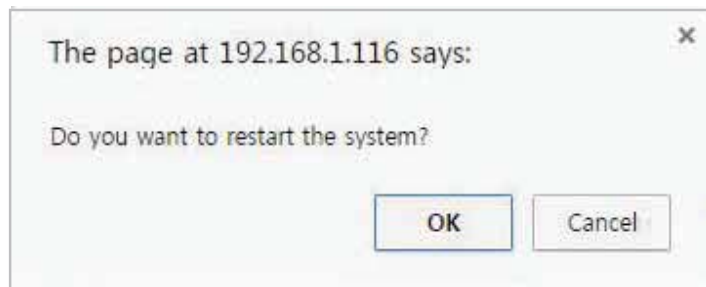 The page at 192.168.1.116 says:
Do you want to restart the system?
OK
Cancel